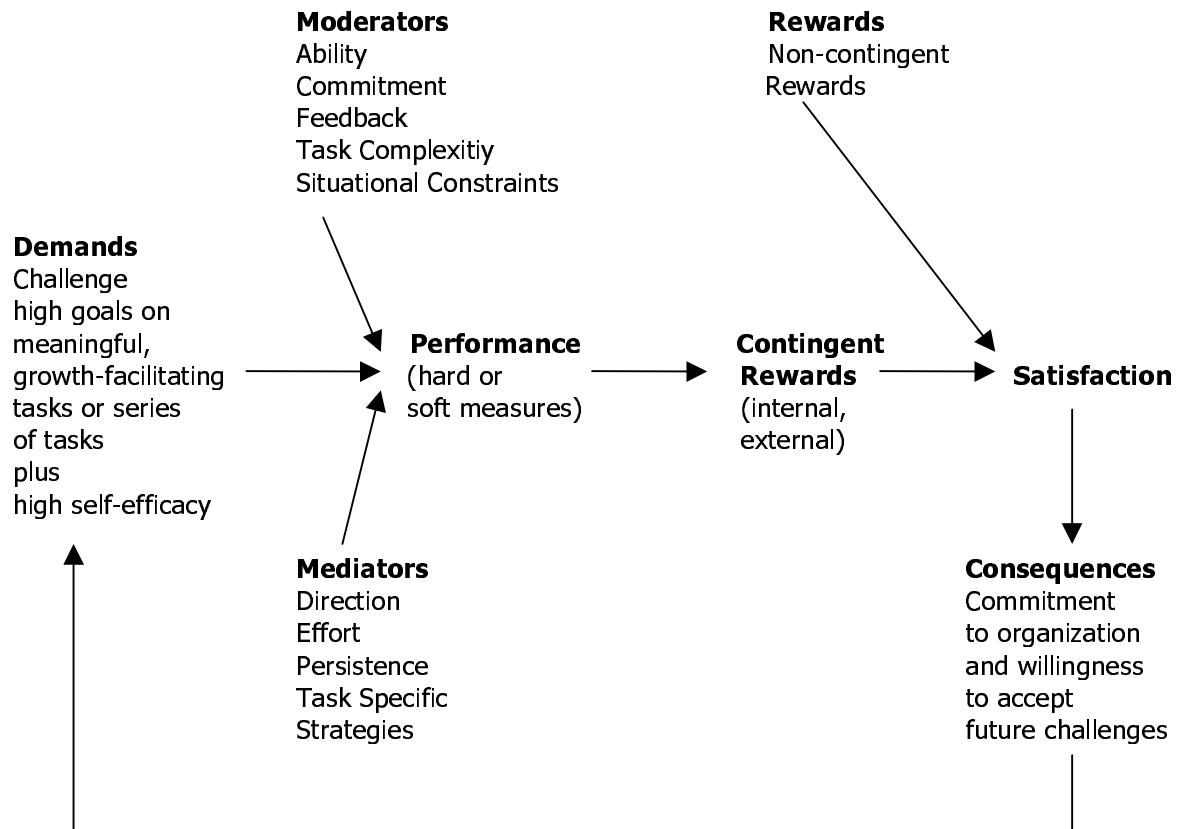 Moderators
Ability
Commitment
Feedback
Task Complexitiy
Situational Constraints
Rewards
Non-contingent
Rewards
Demands
Challenge
high goals on
meaningful,
growth-facilitating
tasks or series
of tasks
plus
high self-efficacy
Performance
(hard or
soft measures)
Contingent
Rewards
(internal,
external)
Satisfaction
Mediators
Direction
Effort
Persistence
Task Specific
Strategies
Consequences
Commitment
to organization
and willingness
to accept
future challenges